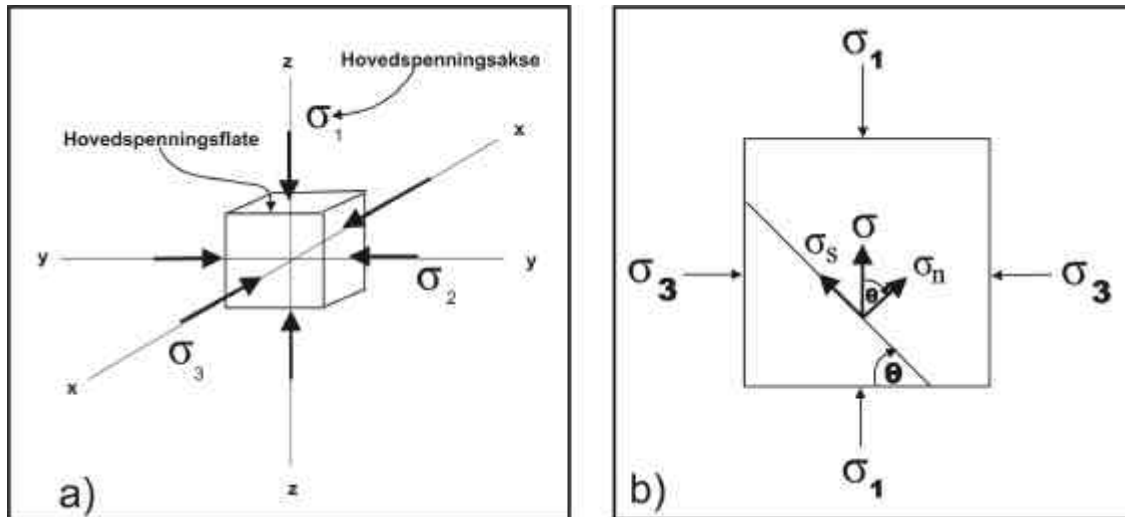 Hovedspenningsakse
z
σ1
Hovedspenningsflate
x
y
y
σ2
σ3
x
z
a)
σ1
σ
σs
σn
θ
σ3
σ3
θ
σ1
b)